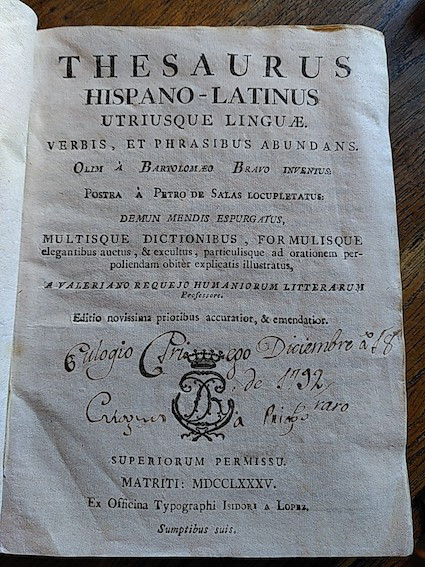 THESAURUS
HISPANO-LATINUS
UTRIUSQUE LINGUÆ.
VERBIS, ET PHRASIBUS ABUNDANS.
OLIM À BARTOLOMÆO BRAVO INVENTUS:
POSTEA À PETRO DE SALAS LOCUPLETATUS:
DEMUN MENDIS ESPURGATUS,
MULTISQUE DICTIONIBUS, FORMULISQUE
elegantibus auctus, & excultus, particulisque ad orationem per-
poliendam obitèr explicatis illustratus,
A VALERIANO REQUEJO HUMANIORUM LITTERARUM
Professore.
Editio novissima prioribus accuratior, & emendatior.
Eulogio Diciembre a 18
de 1792
SUPERIORUM PERMISSU.
MATRITI: MDCCLXXXV.
Ex Officina Typographi ISIDORI A LOPEZ.
Sumptibus suis.